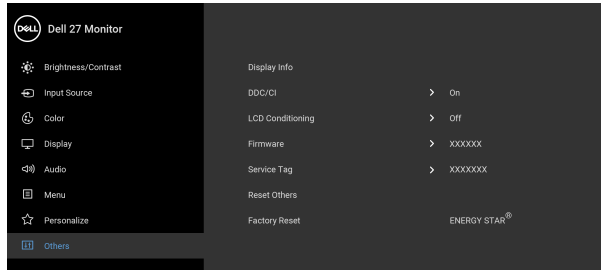 DELL Dell 27 Monitor
Brightness/Contrast
Input Source
Color
Display
Audio
Menu
Personalize
Others
Display Info
DDC/CI > On
LCD Conditioning > Off
Firmware > XXXXXX
Service Tag > XXXXXXX
Reset Others
Factory Reset ENERGY STAR®